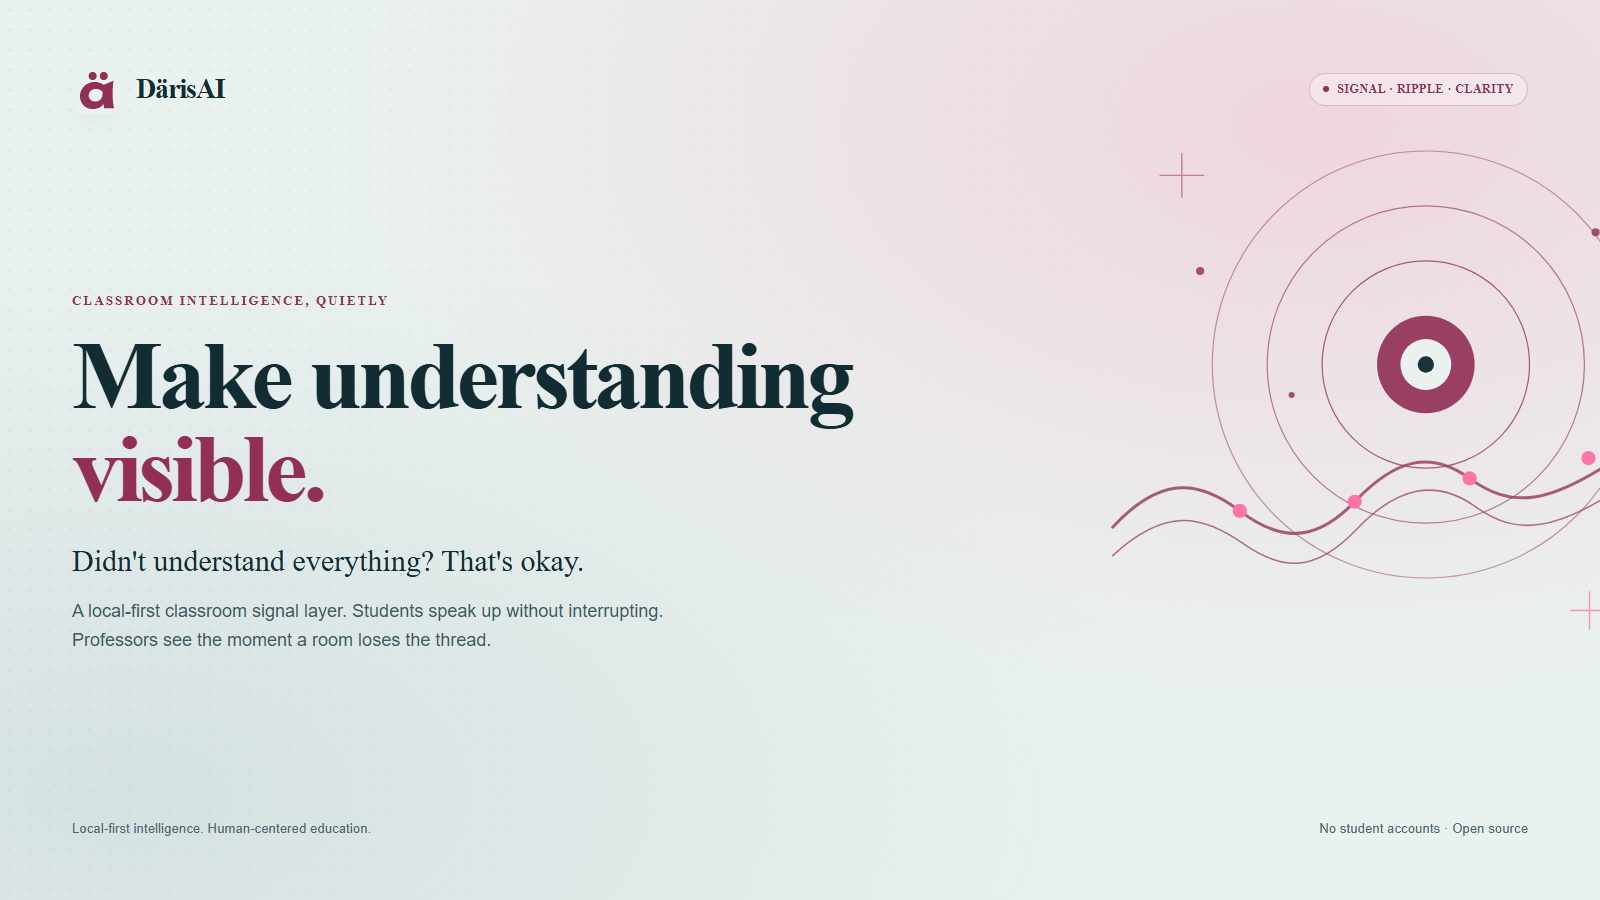 ä DärisAI
SIGNAL · RIPPLE · CLARITY
CLASSROOM INTELLIGENCE, QUIETLY
Make understanding
visible.
Didn't understand everything? That's okay.
A local-first classroom signal layer. Students speak up without interrupting.
Professors see the moment a room loses the thread.
Local-first intelligence. Human-centered education.
No student accounts · Open source